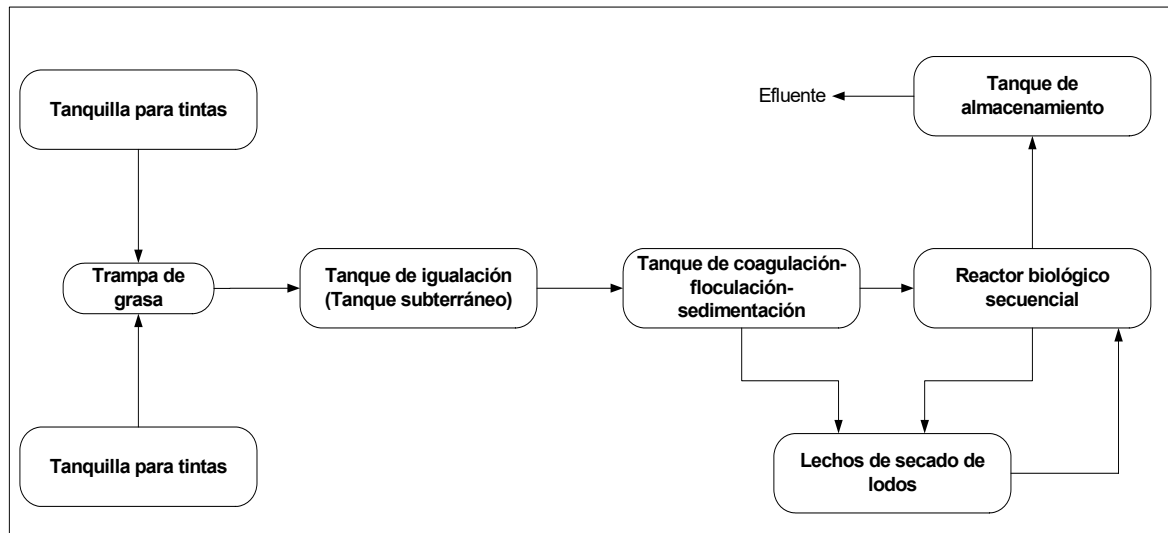 Tanquilla para tintas
Tanque de
almacenamiento
Efluente
Trampa de
grasa
Tanque de igualación
(Tanque subterráneo)
Tanque de coagulación-
floculación-
sedimentación
Reactor biológico
secuencial
Tanquilla para tintas
Lechos de secado de
lodos